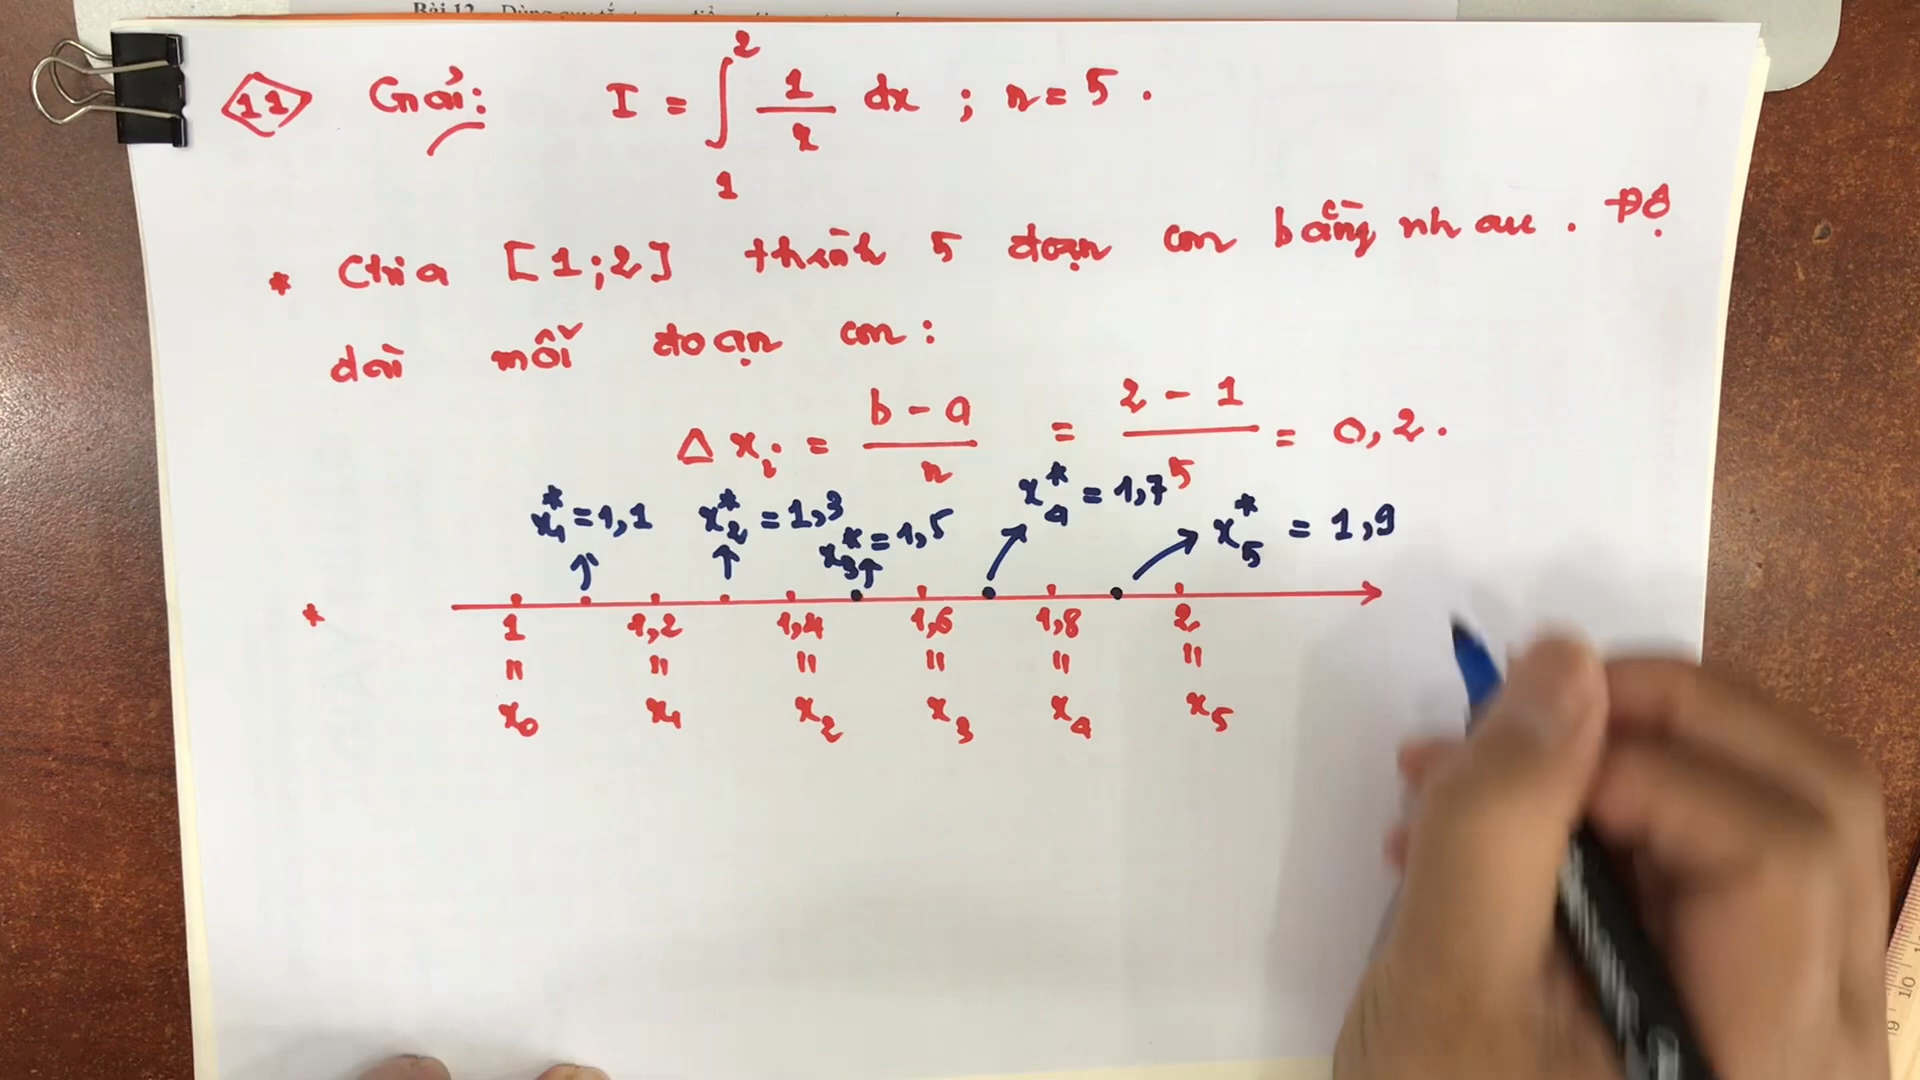 11 Giải: I = ∫₁² 1/x dx ; n = 5 .
* Chia [1;2] thành 5 đoạn con bằng nhau . Độ
dài mỗi đoạn con :
Δxᵢ = (b - a)/n = (2 - 1)/5 = 0,2 .
x₁* = 1,1 x₂* = 1,3 x₃* = 1,5 x₄* = 1,7 x₅* = 1,9
* 1 1,2 1,4 1,6 1,8 2
= = = = = =
x₀ x₁ x₂ x₃ x₄ x₅